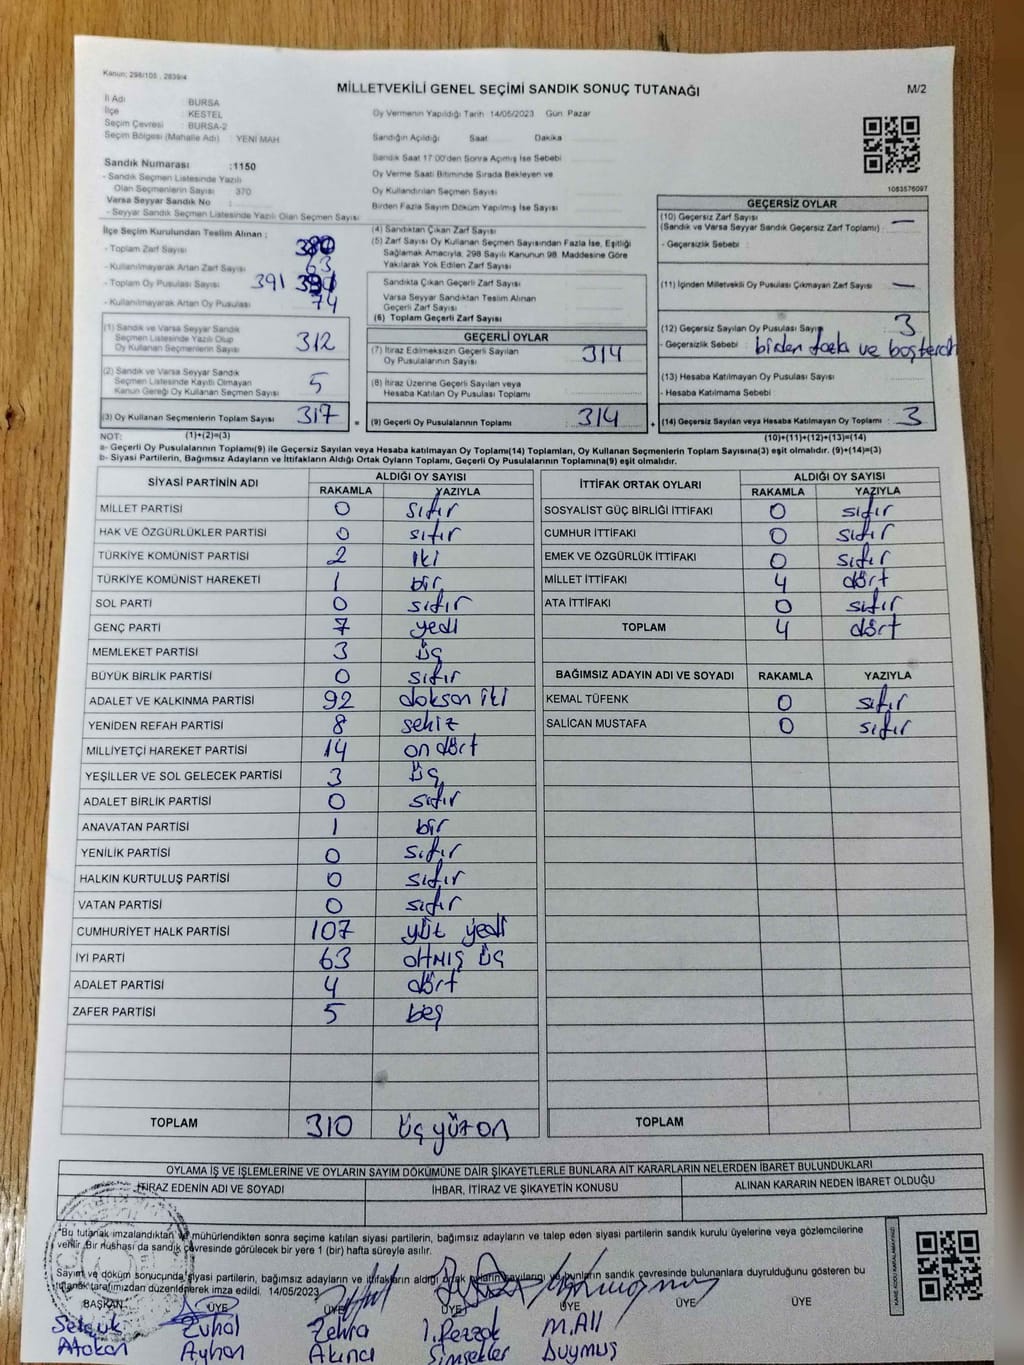 Kanun; 298/105 , 2839/4
MİLLETVEKİLİ GENEL SEÇİMİ SANDIK SONUÇ TUTANAĞI
M/2
İl Adı BURSA
İlçe KESTEL
Seçim Çevresi BURSA-2
Seçim Bölgesi (Mahalle Adı) YENİ MAH
Oy Vermenin Yapıldığı Tarih 14/05/2023 Gün Pazar
Sandığın Açıldığı Saat Dakika
Sandık Saat 17:00'den Sonra Açmış İse Sebebi
Oy Verme Saati Bitiminde Sırada Bekleyen ve
Oy Kullandırılan Seçmen Sayısı
Birden Fazla Sayım Döküm Yapılmış İse Sayısı
1083576097
Sandık Numarası :1150
- Sandık Seçmen Listesinde Yazılı
Olan Seçmenlerin Sayısı 370
Varsa Seyyar Sandık No
- Seyyar Sandık Seçmen Listesinde Yazılı Olan Seçmen Sayısı
İlçe Seçim Kurulundan Teslim Alınan ;
- Toplam Zarf Sayısı 380
- Kullanılmayarak Artan Zarf Sayısı 63
- Toplam Oy Pusulası Sayısı 391
- Kullanılmayarak Artan Oy Pusulası 74
(1) Sandık ve Varsa Seyyar Sandık
Seçmen Listesinde Yazılı Olup
Oy Kullanan Seçmenlerin Sayısı 312
(2) Sandık ve Varsa Seyyar Sandık
Seçmen Listesinde Kayıtlı Olmayan
Kanun Gereği Oy Kullanan Seçmen Sayısı 5
(3) Oy Kullanan Seçmenlerin Toplam Sayısı 317 =
(4) Sandıktan Çıkan Zarf Sayısı
(5) Zarf Sayısı Oy Kullanan Seçmen Sayısından Fazla İse, Eşitliği
Sağlamak Amacıyla; 298 Sayılı Kanunun 98. Maddesine Göre
Yakılarak Yok Edilen Zarf Sayısı
Sandıkta Çıkan Geçerli Zarf Sayısı
Varsa Seyyar Sandıktan Teslim Alınan
Geçerli Zarf Sayısı
(6) Toplam Geçerli Zarf Sayısı
GEÇERLİ OYLAR
(7) İtiraz Edilmeksizin Geçerli Sayılan
Oy Pusulalarının Sayısı 314
(8) İtiraz Üzerine Geçerli Sayılan veya
Hesaba Katılan Oy Pusulası Toplamı
(9) Geçerli Oy Pusulalarının Toplamı 314 +
GEÇERSİZ OYLAR
(10) Geçersiz Zarf Sayısı
(Sandık ve Varsa Seyyar Sandık Geçersiz Zarf Toplamı) —
- Geçersizlik Sebebi
(11) İçinden Milletvekili Oy Pusulası Çıkmayan Zarf Sayısı —
(12) Geçersiz Sayılan Oy Pusulası Sayısı 3
- Geçersizlik Sebebi birden fazla ve boş tercih
(13) Hesaba Katılmayan Oy Pusulası Sayısı
- Hesaba Katılmama Sebebi
(14) Geçersiz Sayılan veya Hesaba Katılmayan Oy Toplamı 3
NOT: (1)+(2)=(3)
(10)+(11)+(12)+(13)=(14)
a- Geçerli Oy Pusulalarının Toplamı(9) ile Geçersiz Sayılan veya Hesaba katılmayan Oy Toplamı(14) Toplamları, Oy Kullanan Seçmenlerin Toplam Sayısına(3) eşit olmalıdır. (9)+(14)=(3)
b- Siyasi Partilerin, Bağımsız Adayların ve İttifakların Aldığı Ortak Oyların Toplamı, Geçerli Oy Pusulalarının Toplamına(9) eşit olmalıdır.
SİYASİ PARTİNİN ADI ALDIĞI OY SAYISI
RAKAMLA YAZIYLA
MİLLET PARTİSİ 0 sıfır
HAK VE ÖZGÜRLÜKLER PARTİSİ 0 sıfır
TÜRKİYE KOMÜNİST PARTİSİ 2 iki
TÜRKİYE KOMÜNİST HAREKETİ 1 bir
SOL PARTİ 0 sıfır
GENÇ PARTİ 7 yedi
MEMLEKET PARTİSİ 3 üç
BÜYÜK BİRLİK PARTİSİ 0 sıfır
ADALET VE KALKINMA PARTİSİ 92 doksan iki
YENİDEN REFAH PARTİSİ 8 sekiz
MİLLİYETÇİ HAREKET PARTİSİ 14 on dört
YEŞİLLER VE SOL GELECEK PARTİSİ 3 üç
ADALET BİRLİK PARTİSİ 0 sıfır
ANAVATAN PARTİSİ 1 bir
YENİLİK PARTİSİ 0 sıfır
HALKIN KURTULUŞ PARTİSİ 0 sıfır
VATAN PARTİSİ 0 sıfır
CUMHURİYET HALK PARTİSİ 107 yüz yedi
İYİ PARTİ 63 altmış üç
ADALET PARTİSİ 4 dört
ZAFER PARTİSİ 5 beş
TOPLAM 310 üç yüz on
İTTİFAK ORTAK OYLARI ALDIĞI OY SAYISI
RAKAMLA YAZIYLA
SOSYALİST GÜÇ BİRLİĞİ İTTİFAKI 0 sıfır
CUMHUR İTTİFAKI 0 sıfır
EMEK VE ÖZGÜRLÜK İTTİFAKI 0 sıfır
MİLLET İTTİFAKI 4 dört
ATA İTTİFAKI 0 sıfır
TOPLAM 4 dört
BAĞIMSIZ ADAYIN ADI VE SOYADI RAKAMLA YAZIYLA
KEMAL TÜFENK 0 sıfır
SALİCAN MUSTAFA 0 sıfır
TOPLAM
OYLAMA İŞ VE İŞLEMLERİNE VE OYLARIN SAYIM DÖKÜMÜNE DAİR ŞİKAYETLERLE BUNLARA AİT KARARLARIN NELERDEN İBARET BULUNDUKLARI
İTİRAZ EDENİN ADI VE SOYADI İHBAR, İTİRAZ VE ŞİKAYETİN KONUSU ALINAN KARARIN NEDEN İBARET OLDUĞU
*Bu tutanak imzalandıktan ve mühürlendikten sonra seçime katılan siyasi partilerin, bağımsız adayların ve talep eden siyasi partilerin sandık kurulu üyelerine veya gözlemcilerine
verilir. Bir nüshası da sandık çevresinde görülecek bir yere 1 (bir) hafta süreyle asılır.
Sayım ve döküm sonucunda siyasi partilerin, bağımsız adayların ve ittifakların aldığı ortak oyların sayılarını ve bunların sandık çevresinde bulunanlara duyrulduğunu gösteren bu
tutanak tarafımızdan düzenlenerek imza edildi. 14/05/2023
BAŞKAN ÜYE ÜYE ÜYE ÜYE ÜYE ÜYE
Selçuk Zuhal Zehra İ.Rezzak M.Ali
Atakan Ayhan Akıncı Şimşekler Duymuş